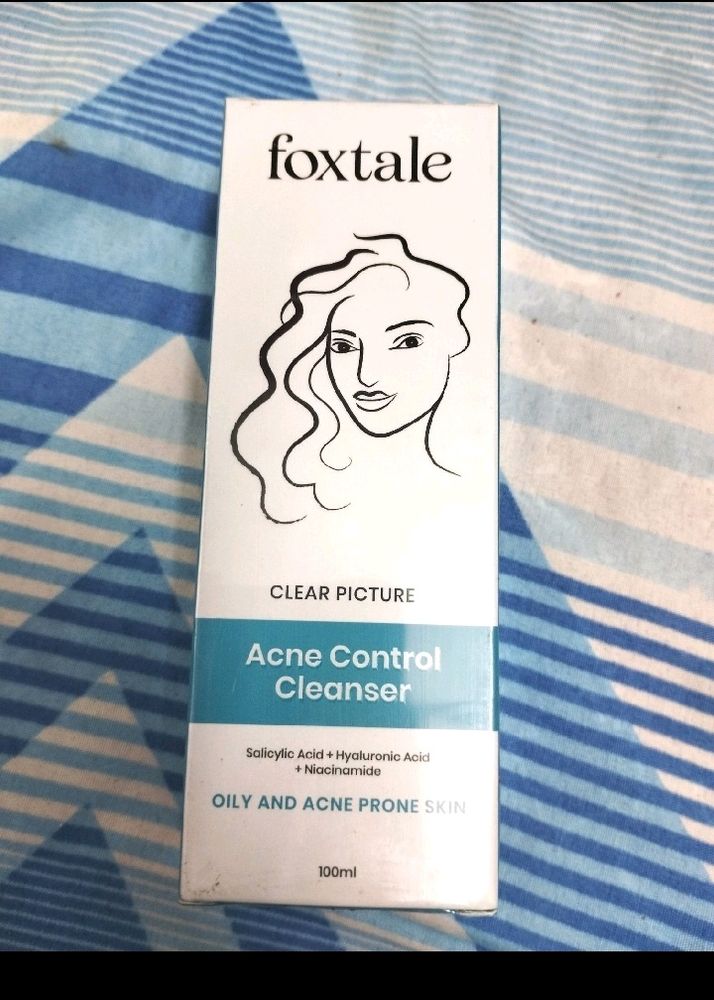 foxtale
CLEAR PICTURE
Acne Control
Cleanser
Salicylic Acid + Hyaluronic Acid
+ Niacinamide
OILY AND ACNE PRONE SKIN
100ml